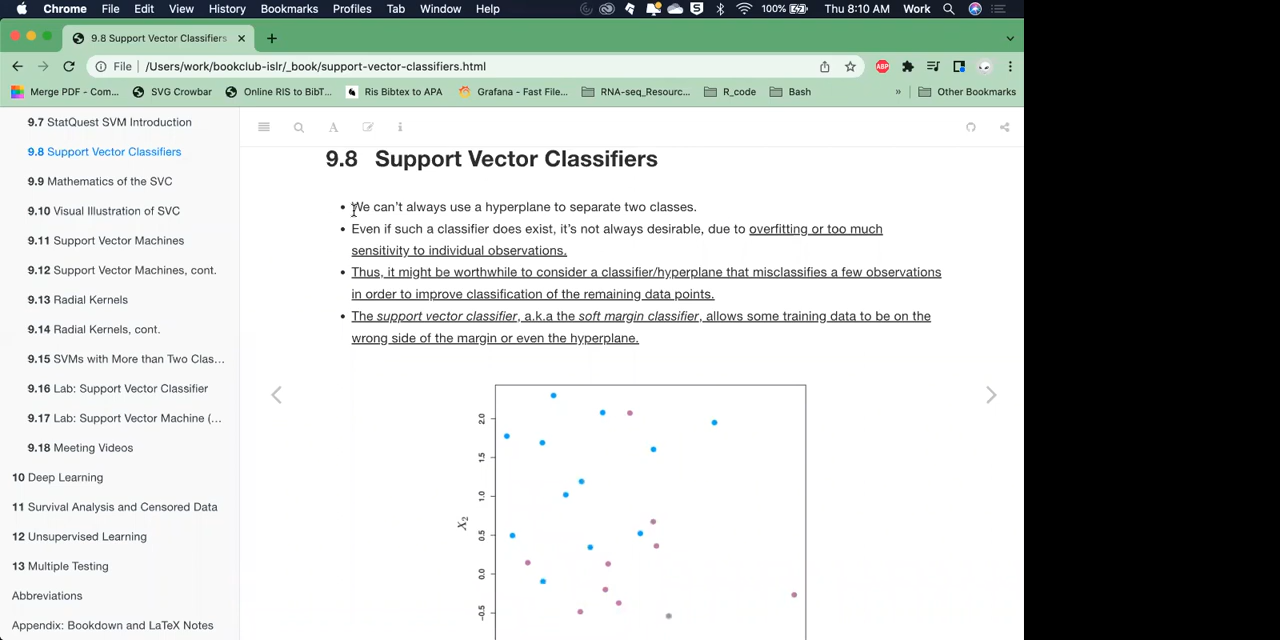 Chrome File Edit View History Bookmarks Profiles Tab Window Help 100% Thu 8:10 AM Work
9.8 Support Vector Classifiers
File /Users/work/bookclub-islr/_book/support-vector-classifiers.html
Merge PDF - Com... SVG Crowbar Online RIS to BibT... Ris Bibtex to APA Grafana - Fast File... RNA-seq_Resourc... R_code Bash » Other Bookmarks
9.7 StatQuest SVM Introduction
9.8 Support Vector Classifiers
9.9 Mathematics of the SVC
9.10 Visual Illustration of SVC
9.11 Support Vector Machines
9.12 Support Vector Machines, cont.
9.13 Radial Kernels
9.14 Radial Kernels, cont.
9.15 SVMs with More than Two Clas...
9.16 Lab: Support Vector Classifier
9.17 Lab: Support Vector Machine (...
9.18 Meeting Videos
10 Deep Learning
11 Survival Analysis and Censored Data
12 Unsupervised Learning
13 Multiple Testing
Abbreviations
Appendix: Bookdown and LaTeX Notes
9.8 Support Vector Classifiers
• We can't always use a hyperplane to separate two classes.
• Even if such a classifier does exist, it's not always desirable, due to overfitting or too much
sensitivity to individual observations.
• Thus, it might be worthwhile to consider a classifier/hyperplane that misclassifies a few observations
in order to improve classification of the remaining data points.
• The support vector classifier, a.k.a the soft margin classifier, allows some training data to be on the
wrong side of the margin or even the hyperplane.
2.0
1.5
1.0
X2
0.5
0.0
-0.5